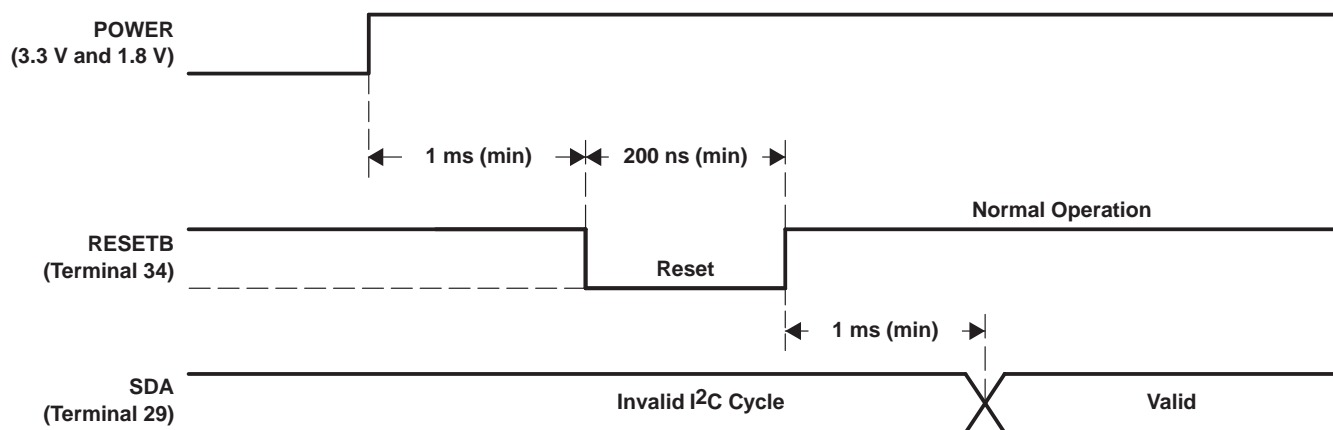 POWER
(3.3 V and 1.8 V)
1 ms (min)
200 ns (min)
Normal Operation
RESETB
(Terminal 34)
Reset
1 ms (min)
SDA
(Terminal 29)
Invalid I²C Cycle
Valid